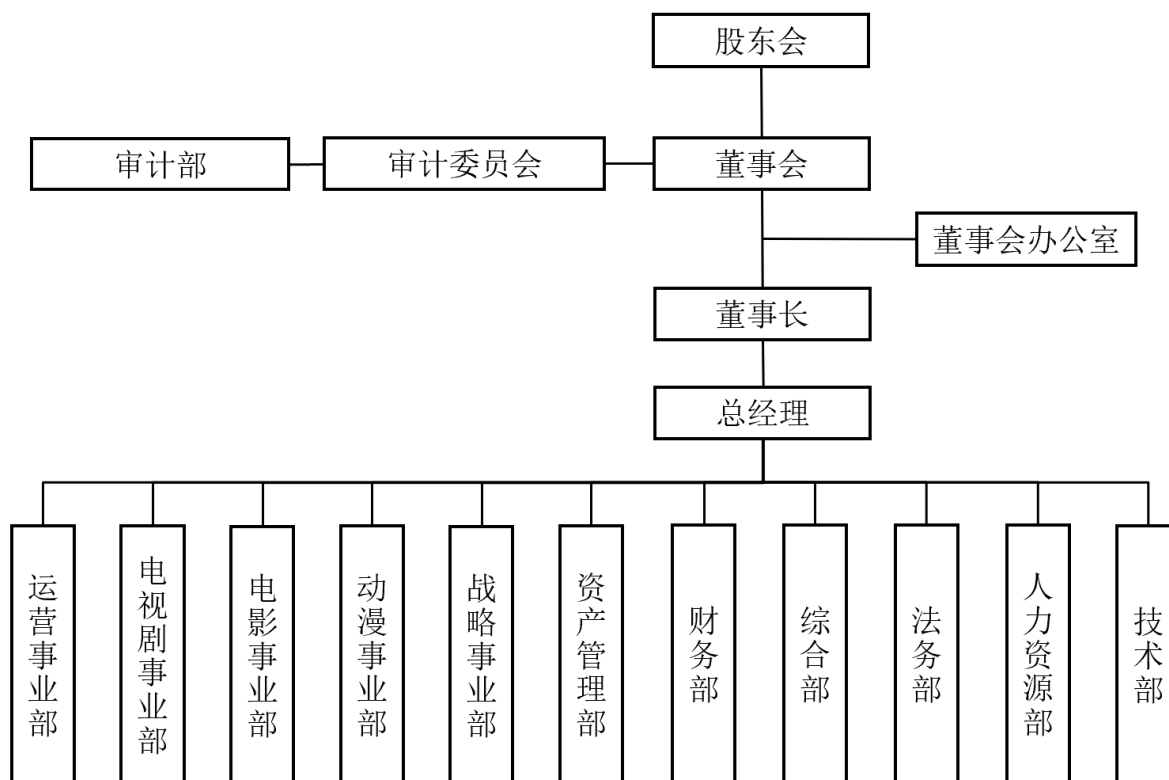 股东会
审计部
审计委员会
董事会
董事会办公室
董事长
总经理
运营事业部
电视剧事业部
电影事业部
动漫事业部
战略事业部
资产管理部
财务部
综合部
法务部
人力资源部
技术部